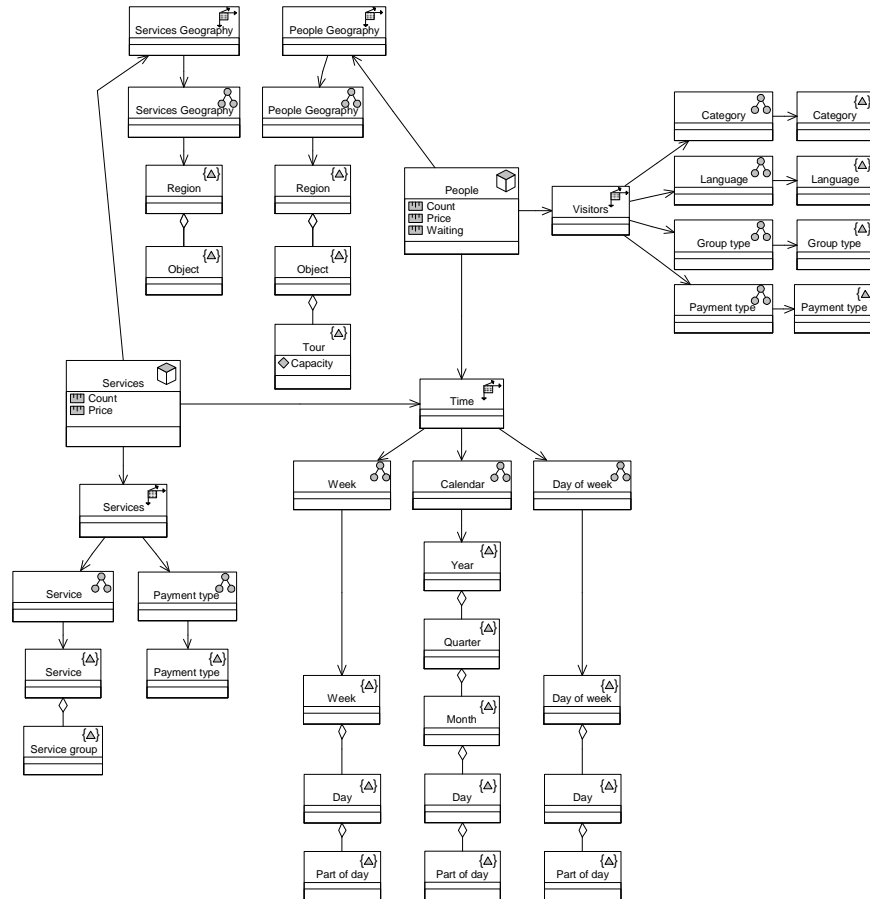 Services Geography
People Geography
Services Geography
People Geography
Category
Category
Region
Region
People
Count
Price
Waiting
Language
Language
Visitors
Group type
Group type
Object
Object
Payment type
Payment type
Tour
Capacity
Services
Count
Price
Time
Week
Calendar
Day of week
Services
Year
Service
Payment type
Quarter
Service
Payment type
Week
Month
Day of week
Service group
Day
Day
Day
Part of day
Part of day
Part of day